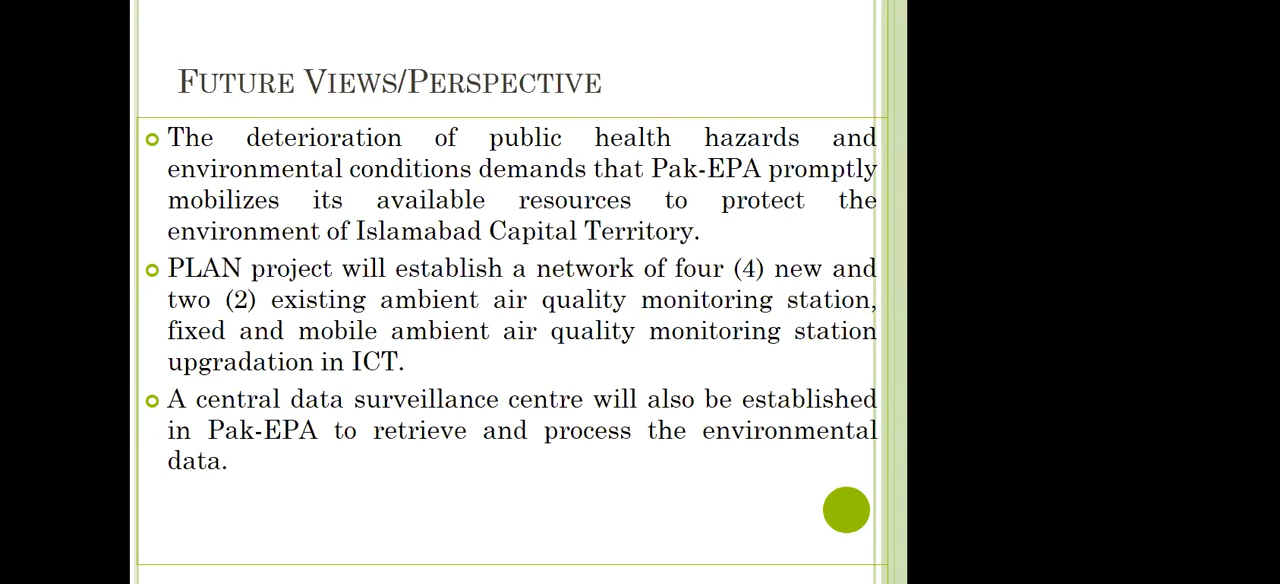 FUTURE VIEWS/PERSPECTIVE
The deterioration of public health hazards and
environmental conditions demands that Pak-EPA promptly
mobilizes its available resources to protect the
environment of Islamabad Capital Territory.
PLAN project will establish a network of four (4) new and
two (2) existing ambient air quality monitoring station,
fixed and mobile ambient air quality monitoring station
upgradation in ICT.
A central data surveillance centre will also be established
in Pak-EPA to retrieve and process the environmental
data.